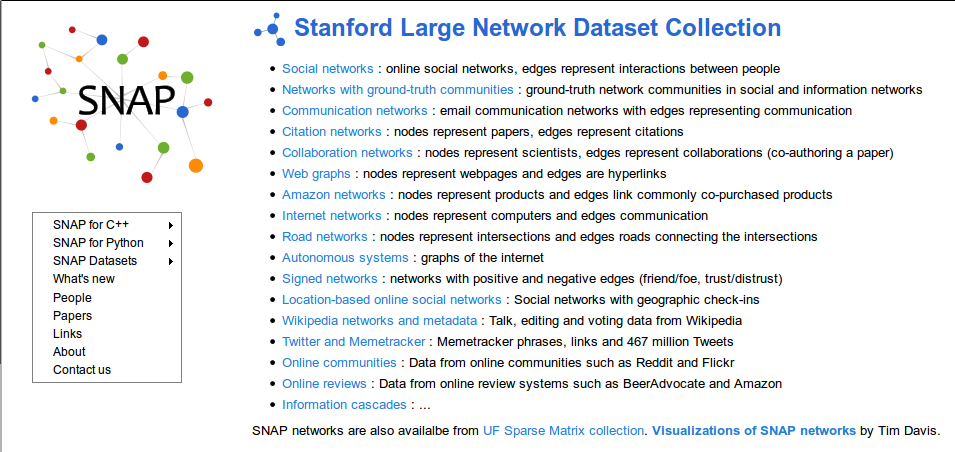 SNAP
SNAP for C++
SNAP for Python
SNAP Datasets
What's new
People
Papers
Links
About
Contact us
Stanford Large Network Dataset Collection
Social networks : online social networks, edges represent interactions between people
Networks with ground-truth communities : ground-truth network communities in social and information networks
Communication networks : email communication networks with edges representing communication
Citation networks : nodes represent papers, edges represent citations
Collaboration networks : nodes represent scientists, edges represent collaborations (co-authoring a paper)
Web graphs : nodes represent webpages and edges are hyperlinks
Amazon networks : nodes represent products and edges link commonly co-purchased products
Internet networks : nodes represent computers and edges communication
Road networks : nodes represent intersections and edges roads connecting the intersections
Autonomous systems : graphs of the internet
Signed networks : networks with positive and negative edges (friend/foe, trust/distrust)
Location-based online social networks : Social networks with geographic check-ins
Wikipedia networks and metadata : Talk, editing and voting data from Wikipedia
Twitter and Memetracker : Memetracker phrases, links and 467 million Tweets
Online communities : Data from online communities such as Reddit and Flickr
Online reviews : Data from online review systems such as BeerAdvocate and Amazon
Information cascades : ...
SNAP networks are also availalbe from UF Sparse Matrix collection. Visualizations of SNAP networks by Tim Davis.